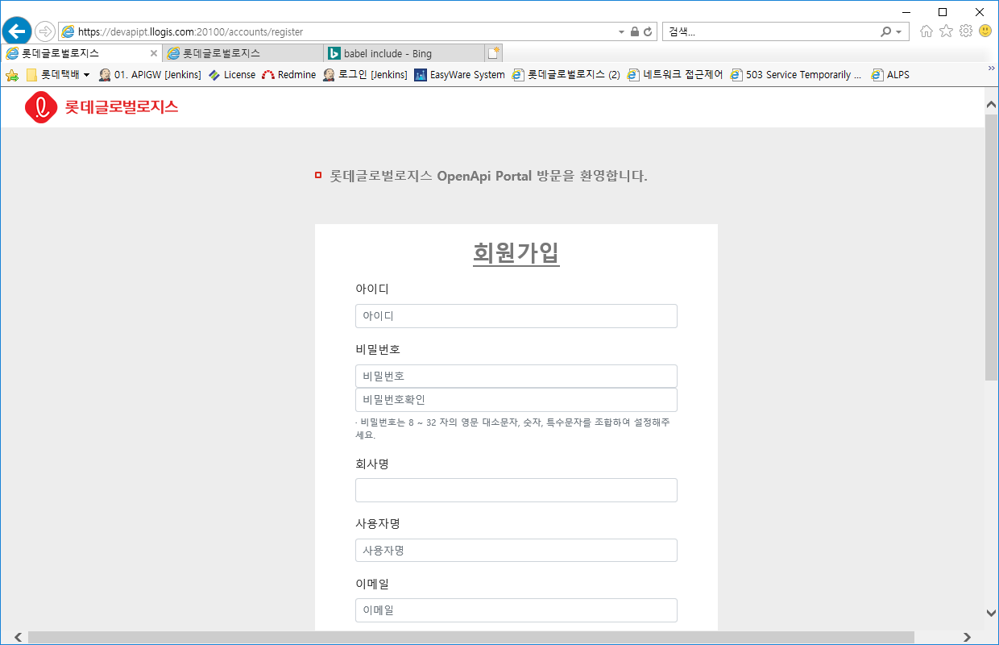 https://devapipt.llogis.com:20100/accounts/register
검색...
롯데글로벌로지스
롯데글로벌로지스
babel include - Bing
롯데택배
01. APIGW [Jenkins]
License
Redmine
로그인 [Jenkins]
EasyWare System
롯데글로벌로지스 (2)
네트워크 접근제어
503 Service Temporarily ...
ALPS
롯데글로벌로지스
롯데글로벌로지스 OpenApi Portal 방문을 환영합니다.
회원가입
아이디
아이디
비밀번호
비밀번호
비밀번호확인
· 비밀번호는 8 ~ 32 자의 영문 대소문자, 숫자, 특수문자를 조합하여 설정해주
세요.
회사명
사용자명
사용자명
이메일
이메일